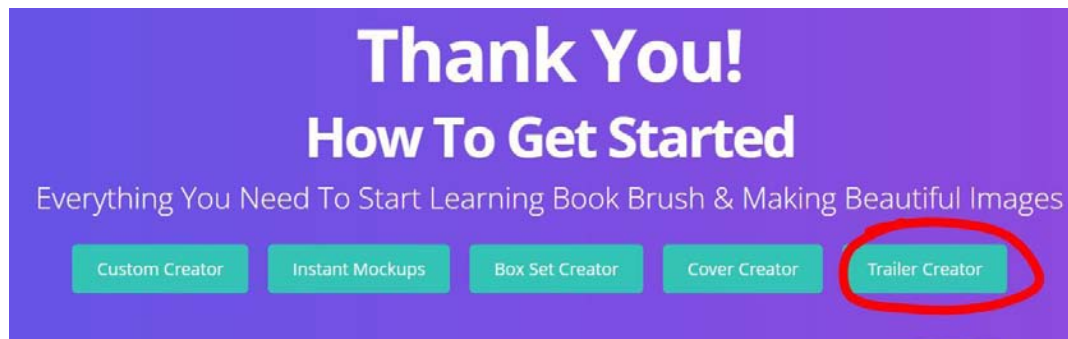 Thank You!
How To Get Started
Everything You Need To Start Learning Book Brush & Making Beautiful Images
Custom Creator Instant Mockups Box Set Creator Cover Creator Trailer Creator